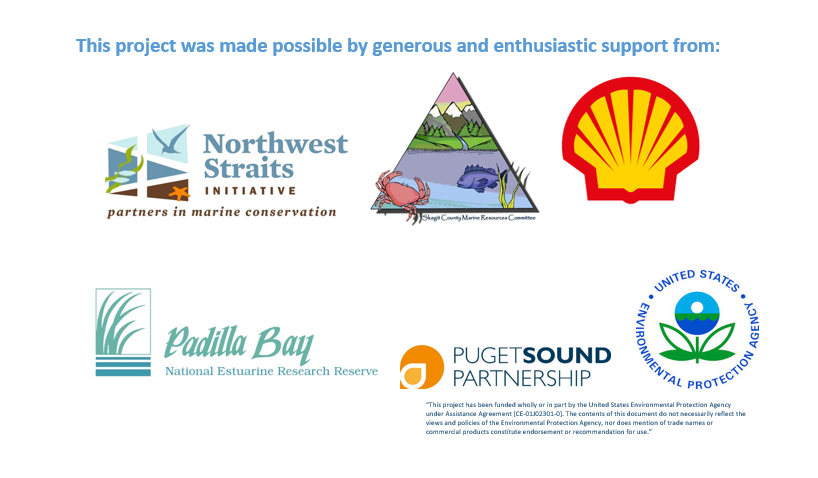 This project was made possible by generous and enthusiastic support from:
Northwest
Straits
INITIATIVE
partners in marine conservation
Skagit County Marine Resources Committee
Padilla Bay
National Estuarine Research Reserve
PUGETSOUND
PARTNERSHIP
UNITED STATES
ENVIRONMENTAL PROTECTION AGENCY
"This project has been funded wholly or in part by the United States Environmental Protection Agency
under Assistance Agreement [CE-01J02301-0]. The contents of this document do not necessarily reflect the
views and policies of the Environmental Protection Agency, nor does mention of trade names or
commercial products constitute endorsement or recommendation for use."